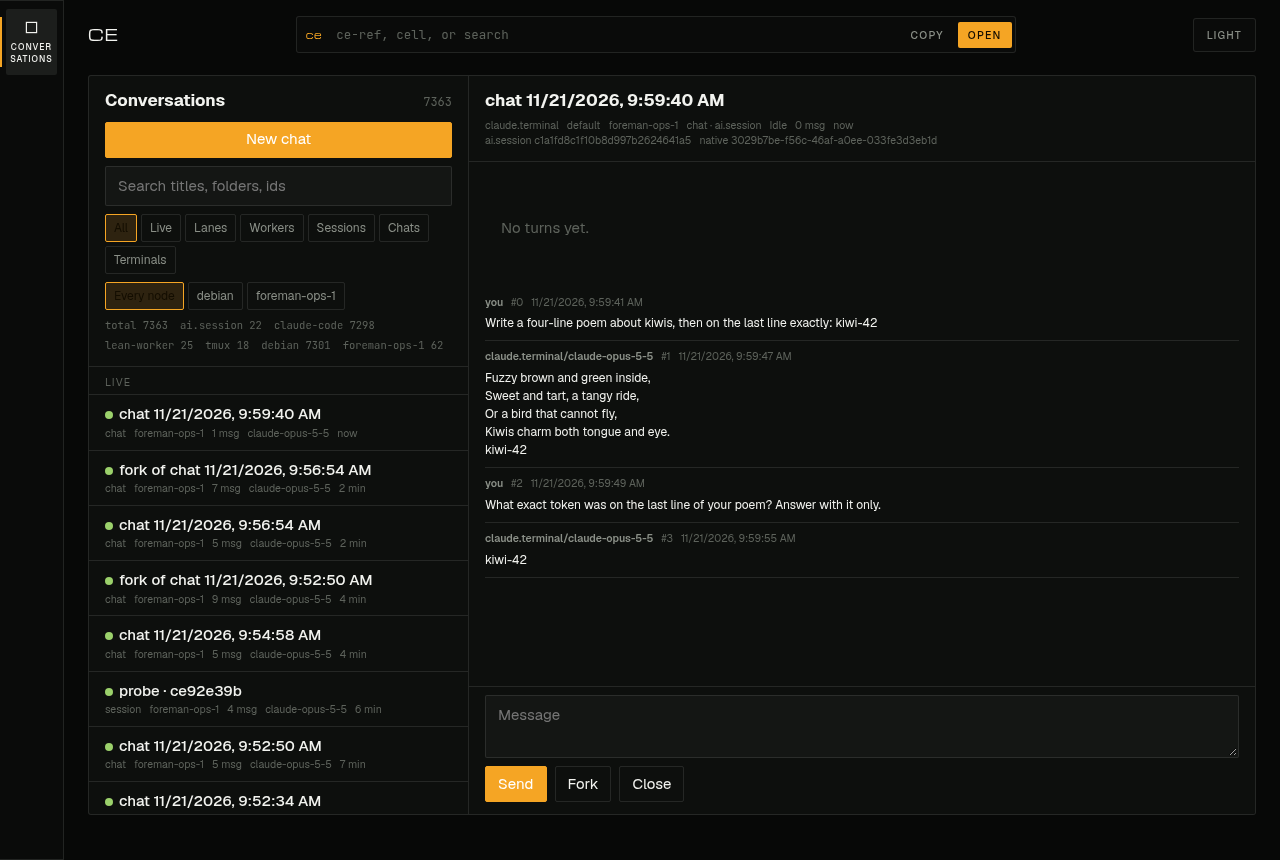 CONVER
SATIONS
CE
CE ce-ref, cell, or search COPY OPEN
LIGHT
Conversations 7363
New chat
Search titles, folders, ids
All Live Lanes Workers Sessions Chats
Terminals
Every node debian foreman-ops-1
total 7363 ai.session 22 claude-code 7298
lean-worker 25 tmux 18 debian 7301 foreman-ops-1 62
LIVE
chat 11/21/2026, 9:59:40 AM
chat foreman-ops-1 1 msg claude-opus-5-5 now
fork of chat 11/21/2026, 9:56:54 AM
chat foreman-ops-1 7 msg claude-opus-5-5 2 min
chat 11/21/2026, 9:56:54 AM
chat foreman-ops-1 5 msg claude-opus-5-5 2 min
fork of chat 11/21/2026, 9:52:50 AM
chat foreman-ops-1 9 msg claude-opus-5-5 4 min
chat 11/21/2026, 9:54:58 AM
chat foreman-ops-1 5 msg claude-opus-5-5 4 min
probe · ce92e39b
session foreman-ops-1 4 msg claude-opus-5-5 6 min
chat 11/21/2026, 9:52:50 AM
chat foreman-ops-1 5 msg claude-opus-5-5 7 min
chat 11/21/2026, 9:52:34 AM
chat 11/21/2026, 9:59:40 AM
claude.terminal default foreman-ops-1 chat · ai.session Idle 0 msg now
ai.session c1a1fd8c1f10b8d997b2624641a5 native 3029b7be-f56c-46af-a0ee-033fe3d3eb1d
No turns yet.
you #0 11/21/2026, 9:59:41 AM
Write a four-line poem about kiwis, then on the last line exactly: kiwi-42
claude.terminal/claude-opus-5-5 #1 11/21/2026, 9:59:47 AM
Fuzzy brown and green inside,
Sweet and tart, a tangy ride,
Or a bird that cannot fly,
Kiwis charm both tongue and eye.
kiwi-42
you #2 11/21/2026, 9:59:49 AM
What exact token was on the last line of your poem? Answer with it only.
claude.terminal/claude-opus-5-5 #3 11/21/2026, 9:59:55 AM
kiwi-42
Message
Send Fork Close